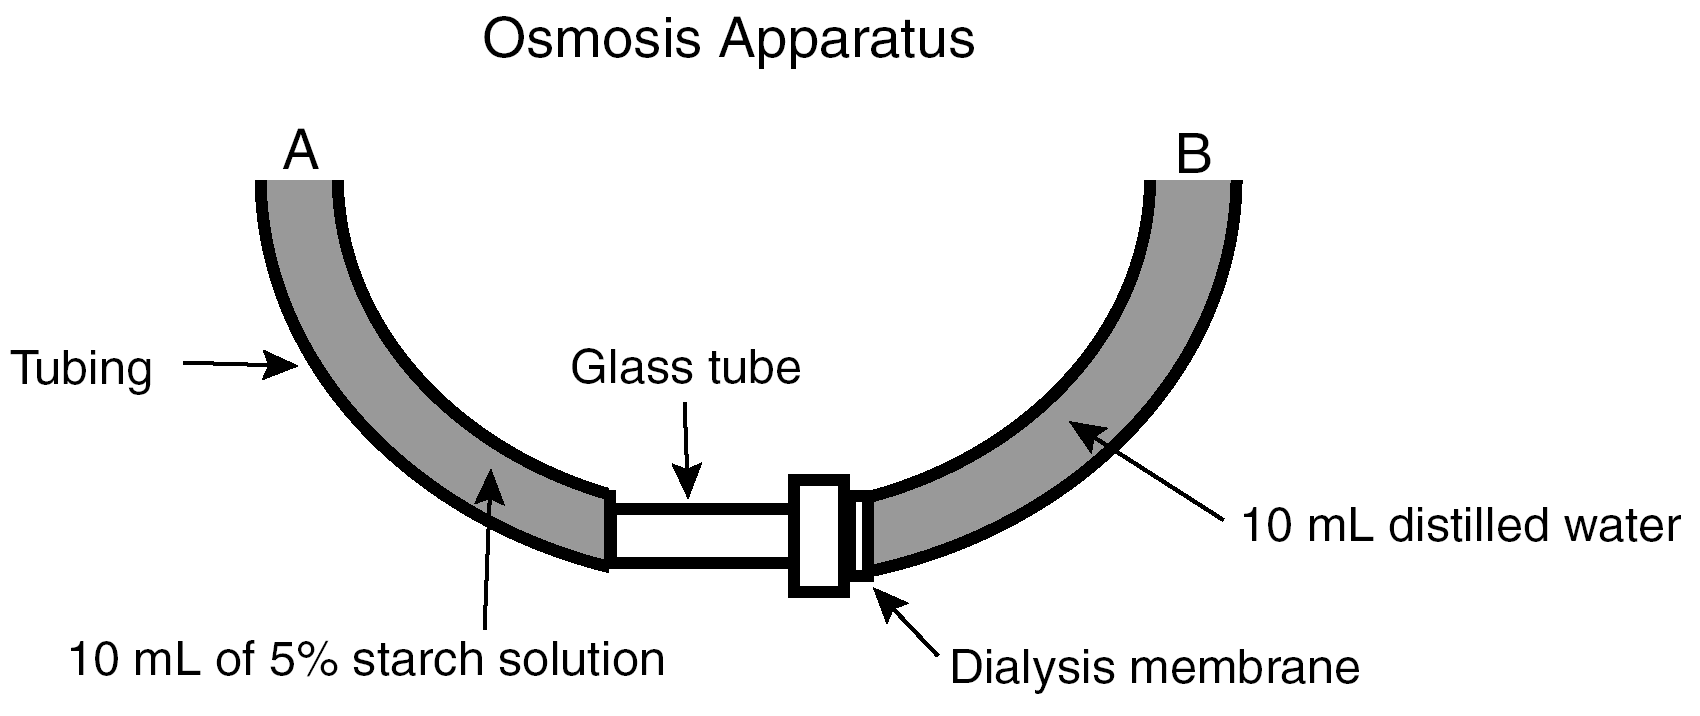 Osmosis Apparatus
A
B
Tubing
Glass tube
10 mL distilled water
10 mL of 5% starch solution
Dialysis membrane